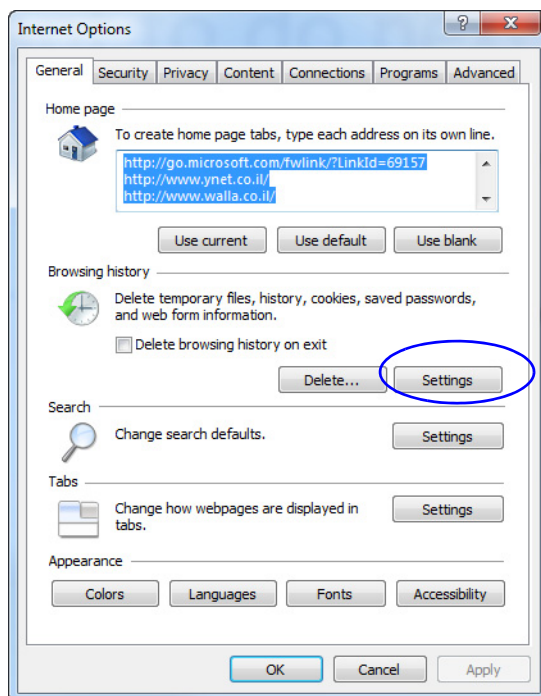 Internet Options
General Security Privacy Content Connections Programs Advanced
Home page
To create home page tabs, type each address on its own line.
http://go.microsoft.com/fwlink/?LinkId=69157
http://www.ynet.co.il/
http://www.walla.co.il/
Use current Use default Use blank
Browsing history
Delete temporary files, history, cookies, saved passwords,
and web form information.
Delete browsing history on exit
Delete... Settings
Search
Change search defaults. Settings
Tabs
Change how webpages are displayed in
tabs.
Settings
Appearance
Colors Languages Fonts Accessibility
OK Cancel Apply